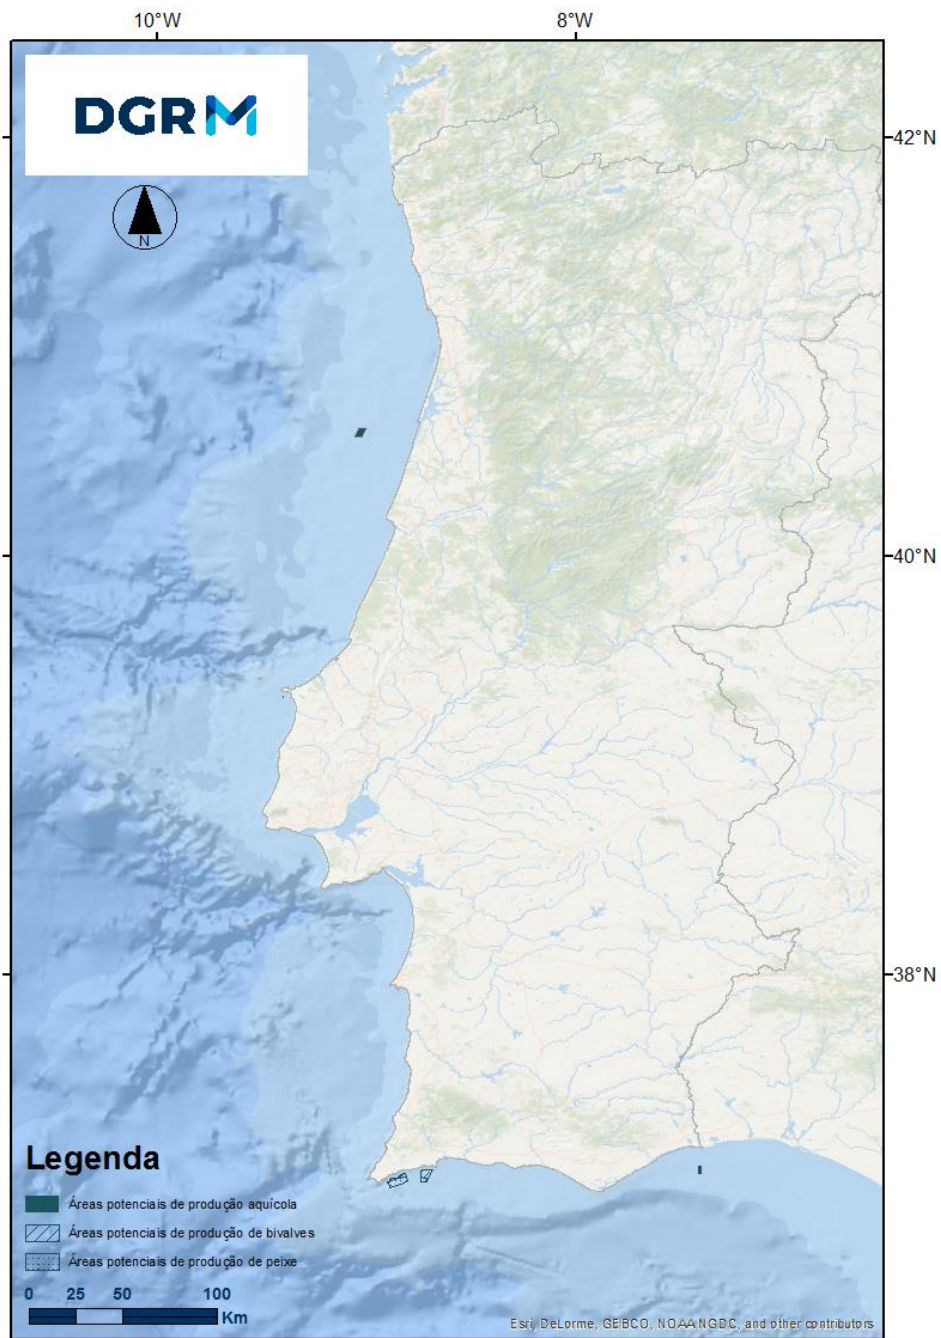 10°W 8°W
DGRM
42°N
N
40°N
38°N
Legenda
Áreas potenciais de produção aquícola
Áreas potenciais de produção de bivalves
Áreas potenciais de produção de peixe
0 25 50 100
Km
Esri, DeLorme, GEBCO, NOAA NGDC, and other contributors